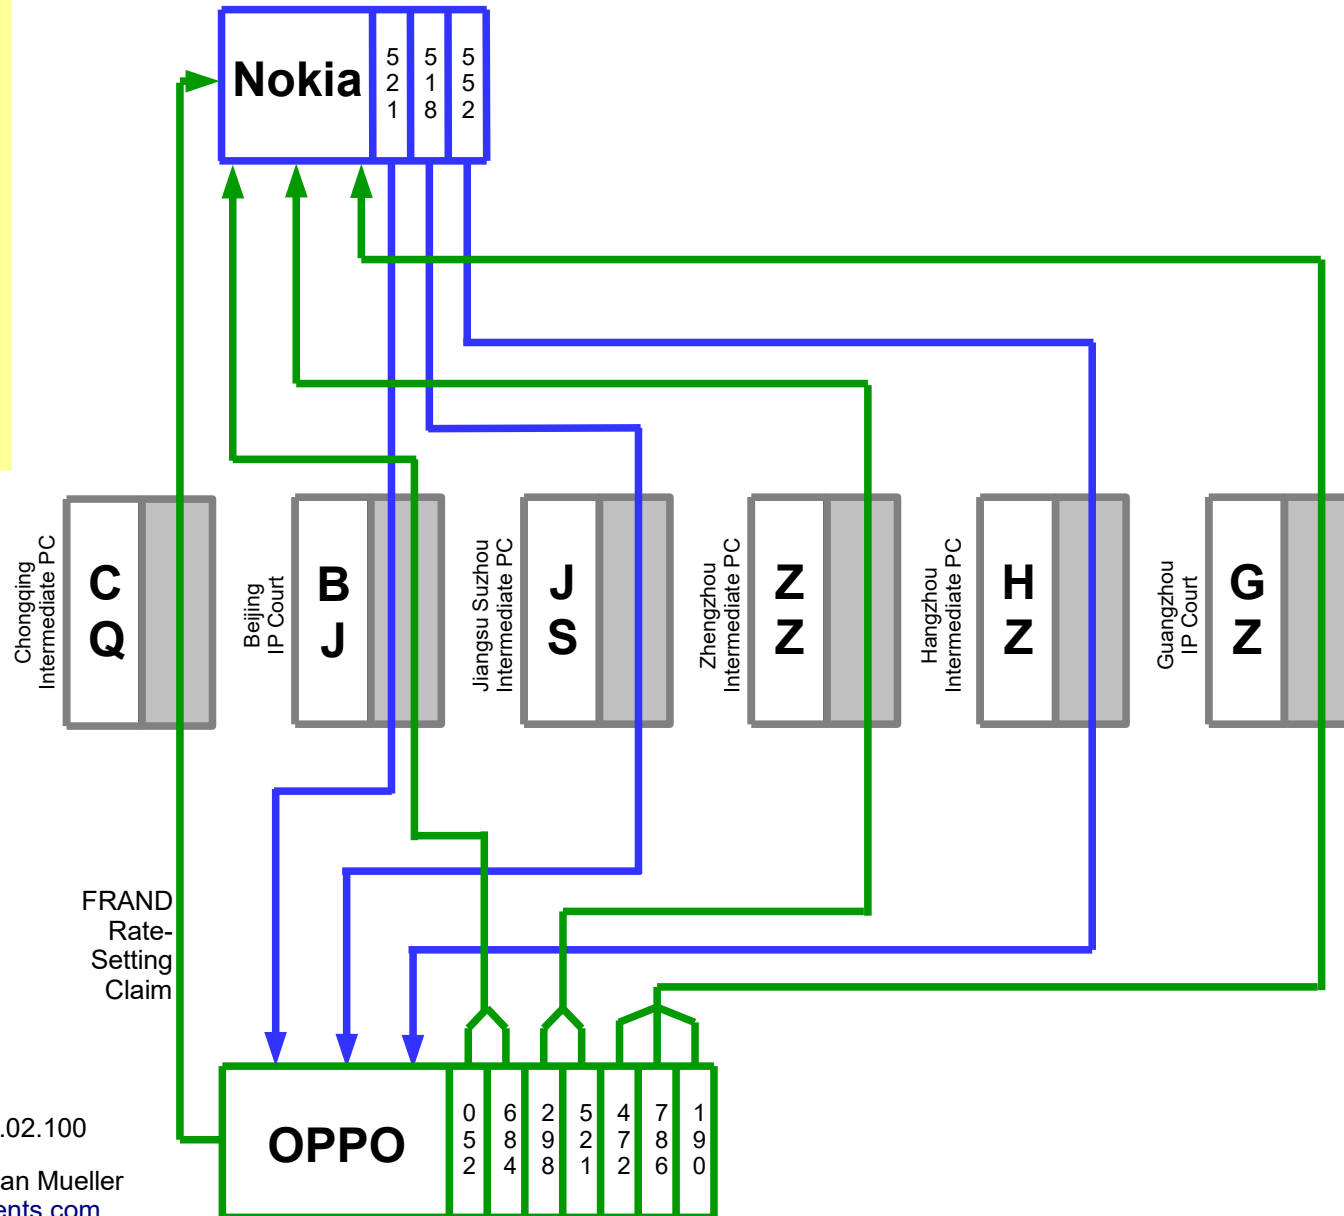 Nokia
5
2
1
5
1
8
5
5
2
Chongqing
Intermediate PC
C
Q
Beijing
IP Court
B
J
Jiangsu Suzhou
Intermediate PC
J
S
Zhengzhou
Intermediate PC
Z
Z
Hangzhou
Intermediate PC
H
Z
Guangzhou
IP Court
G
Z
FRAND
Rate-
Setting
Claim
OPPO
0
5
2
6
8
4
2
9
8
5
2
1
4
7
2
7
8
6
1
9
0
.02.100
an Mueller
ents.com